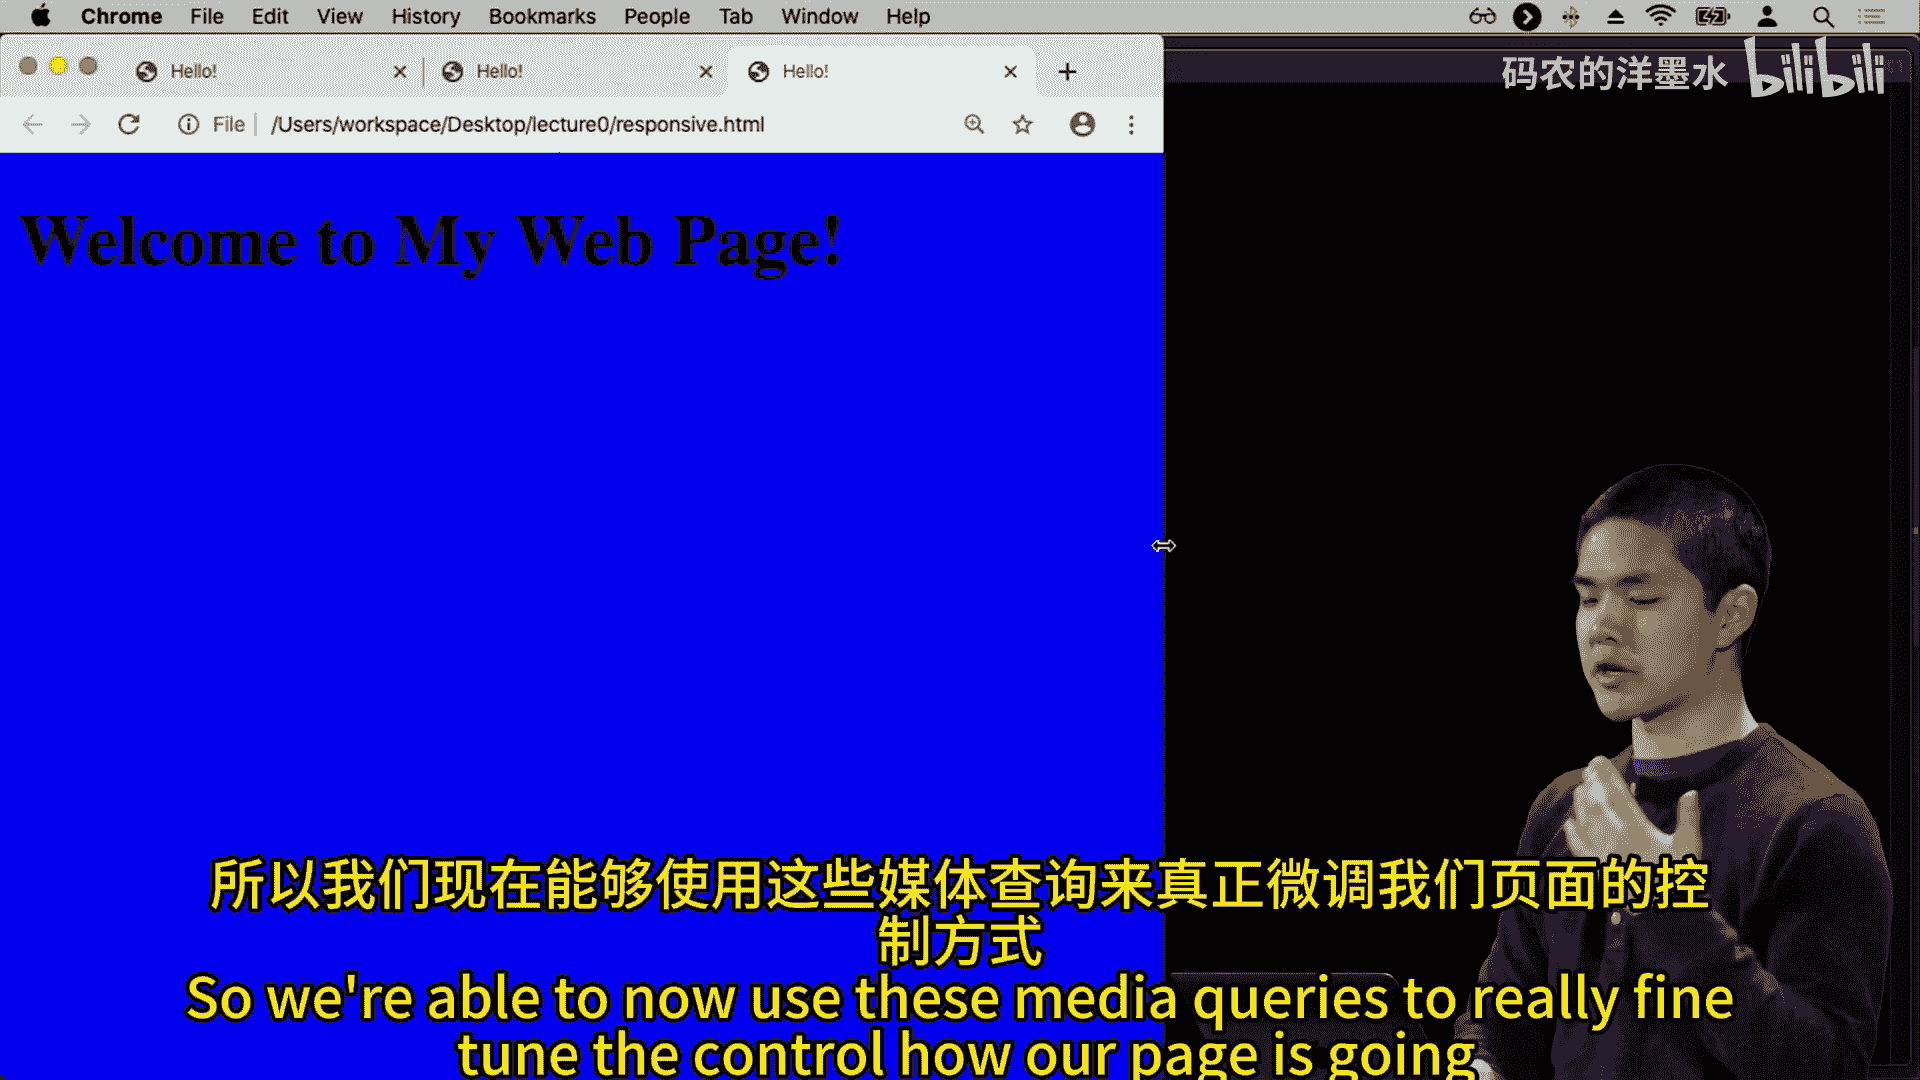 Chrome File Edit View History Bookmarks People Tab Window Help
码农的洋墨水 bilibili
Hello! Hello! Hello!
File /Users/workspace/Desktop/lecture0/responsive.html
Welcome to My Web Page!
所以我们现在能够使用这些媒体查询来真正微调我们页面的控
制方式
So we're able to now use these media queries to really fine
tune the control how our page is going